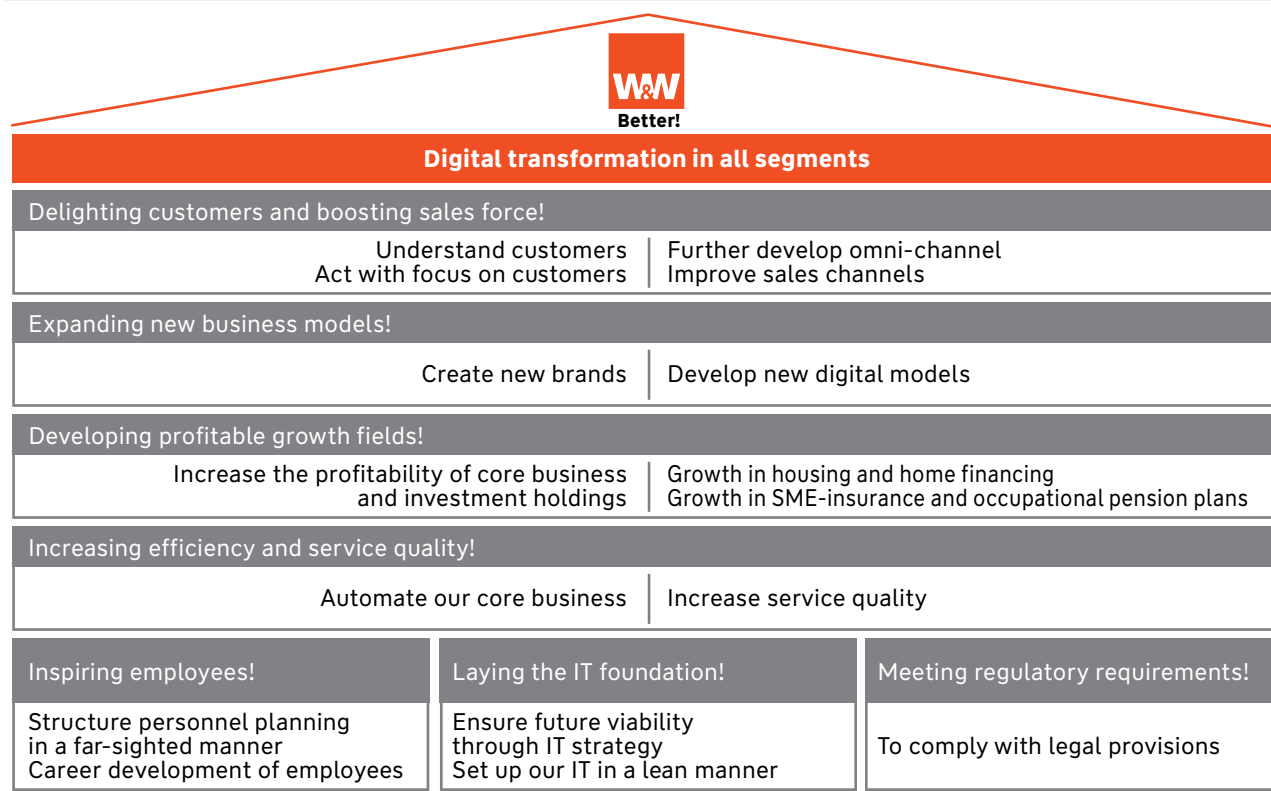 W&W
Better!
Digital transformation in all segments
Delighting customers and boosting sales force!
Understand customers
Act with focus on customers
Further develop omni-channel
Improve sales channels
Expanding new business models!
Create new brands
Develop new digital models
Developing profitable growth fields!
Increase the profitability of core business
and investment holdings
Growth in housing and home financing
Growth in SME-insurance and occupational pension plans
Increasing efficiency and service quality!
Automate our core business
Increase service quality
Inspiring employees!
Structure personnel planning
in a far-sighted manner
Career development of employees
Laying the IT foundation!
Ensure future viability
through IT strategy
Set up our IT in a lean manner
Meeting regulatory requirements!
To comply with legal provisions